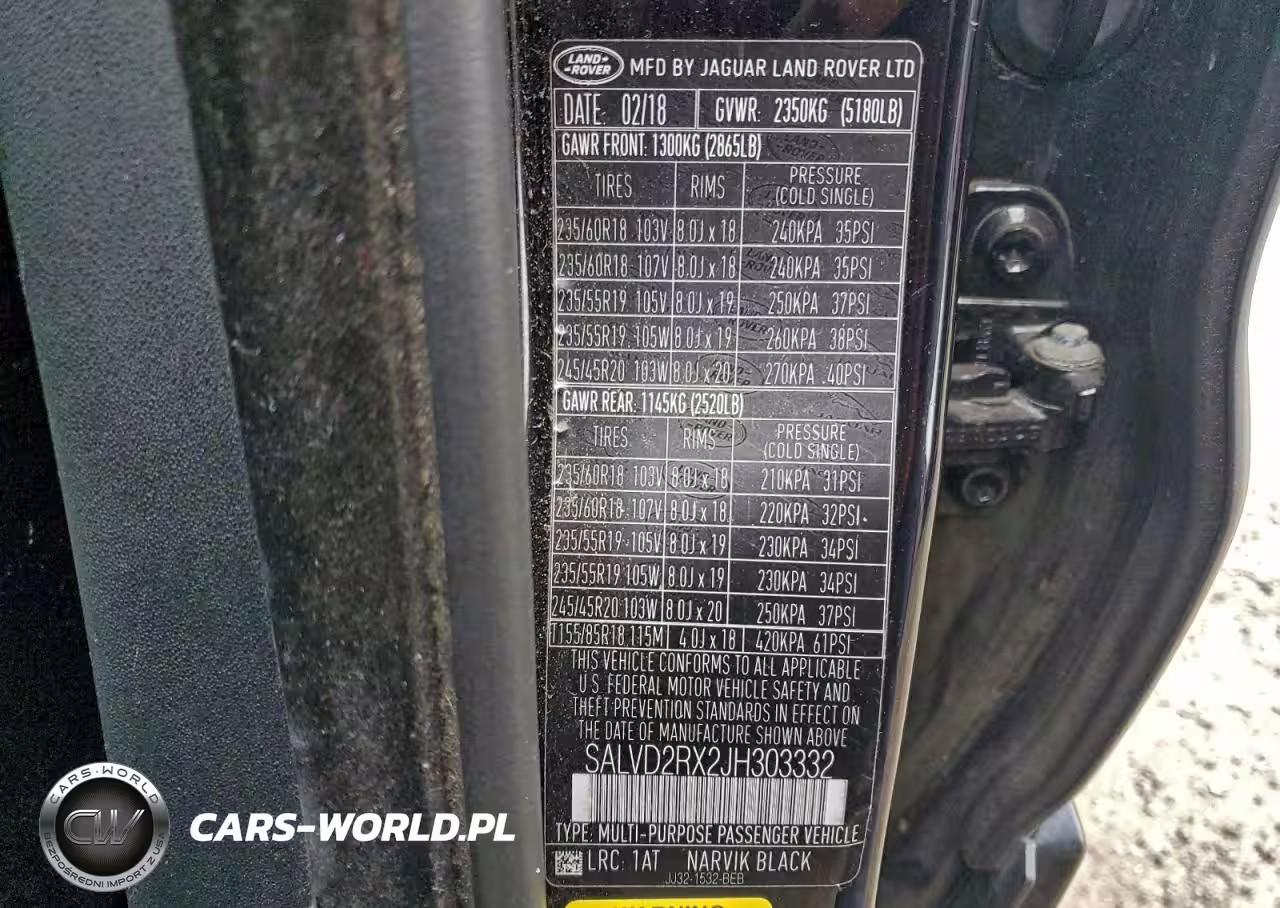 LAND-ROVER MFD BY JAGUAR LAND ROVER LTD
DATE: 02/18 GVWR: 2350KG (5180LB)
GAWR FRONT: 1300KG (2865LB)
TIRES RIMS PRESSURE (COLD SINGLE)
235/60R18 103V 8.0J x 18 240KPA 35PSI
235/60R18 107V 8.0J x 18 240KPA 35PSI
235/55R19 105V 8.0J x 19 250KPA 37PSI
235/55R19 105W 8.0J x 19 260KPA 38PSI
245/45R20 103W 8.0J x 20 270KPA 40PSI
GAWR REAR: 1145KG (2520LB)
TIRES RIMS PRESSURE (COLD SINGLE)
235/60R18 103V 8.0J x 18 210KPA 31PSI
235/60R18 107V 8.0J x 18 220KPA 32PSI
235/55R19 105V 8.0J x 19 230KPA 34PSI
235/55R19 105W 8.0J x 19 230KPA 34PSI
245/45R20 103W 8.0J x 20 250KPA 37PSI
T155/85R18 115M 4.0J x 18 420KPA 61PSI
THIS VEHICLE CONFORMS TO ALL APPLICABLE
U.S. FEDERAL MOTOR VEHICLE SAFETY AND
THEFT PREVENTION STANDARDS IN EFFECT ON
THE DATE OF MANUFACTURE SHOWN ABOVE
SALVD2RX2JH303332
TYPE: MULTI-PURPOSE PASSENGER VEHICLE
LRC: 1AT NARVIK BLACK
JJ32-1532-BEB
WARNING
CARS-WORLD
CW
BEZPOŚREDNI IMPORT Z USA
CARS-WORLD.PL